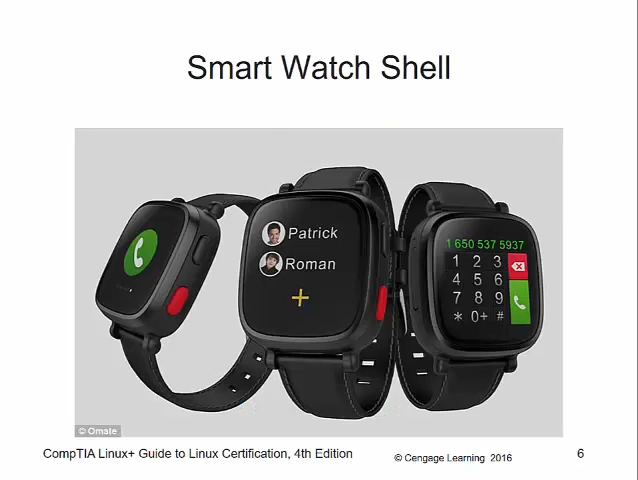 Smart Watch Shell
Patrick
Roman
+
1 650 537 5937
1 2 3
4 5 6
7 8 9
* 0+ #
© Omate
CompTIA Linux+ Guide to Linux Certification, 4th Edition
© Cengage Learning 2016
6